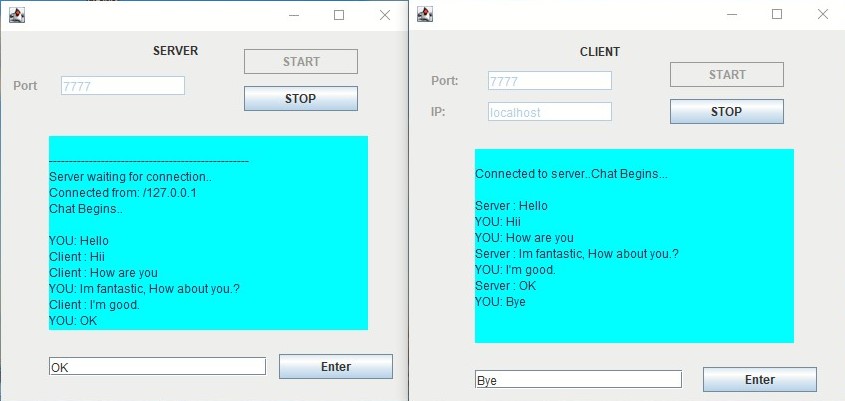 SERVER
START
Port
7777
STOP
--------------------------------------------------
Server waiting for connection..
Connected from: /127.0.0.1
Chat Begins..
YOU: Hello
Client : Hii
Client : How are you
YOU: Im fantastic, How about you.?
Client : I'm good.
YOU: OK
OK
Enter
CLIENT
START
Port:
7777
IP:
localhost
STOP
Connected to server..Chat Begins...
Server : Hello
YOU: Hii
YOU: How are you
Server : Im fantastic, How about you.?
YOU: I'm good.
Server : OK
YOU: Bye
Bye
Enter